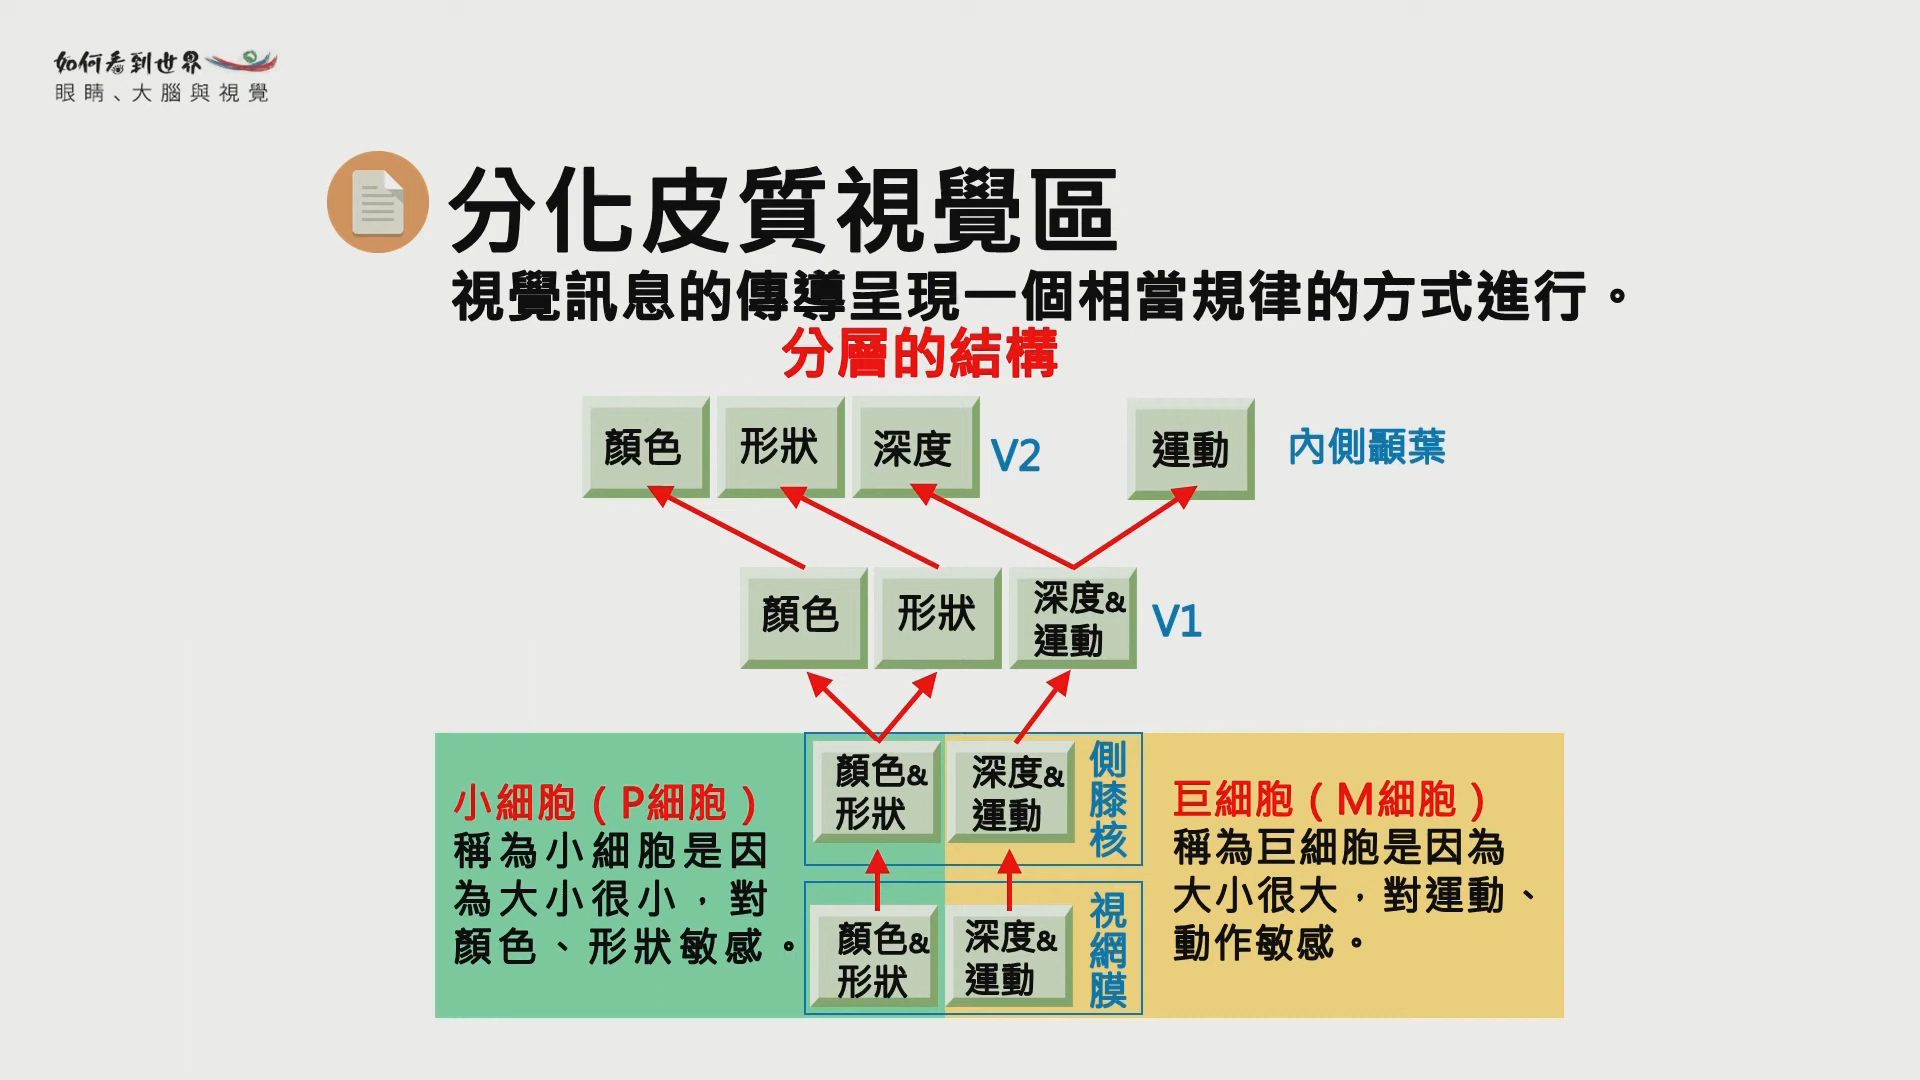 如何看到世界
眼睛、大腦與視覺
分化皮質視覺區
視覺訊息的傳導呈現一個相當規律的方式進行。
分層的結構
顏色
形狀
深度
V2
運動
內側顳葉
顏色
形狀
深度&
運動
V1
顏色&
形狀
深度&
運動
側膝核
小細胞(P細胞)
稱為小細胞是因
為大小很小，對
顏色、形狀敏感。
巨細胞(M細胞)
稱為巨細胞是因為
大小很大，對運動、
動作敏感。
顏色&
形狀
深度&
運動
視網膜